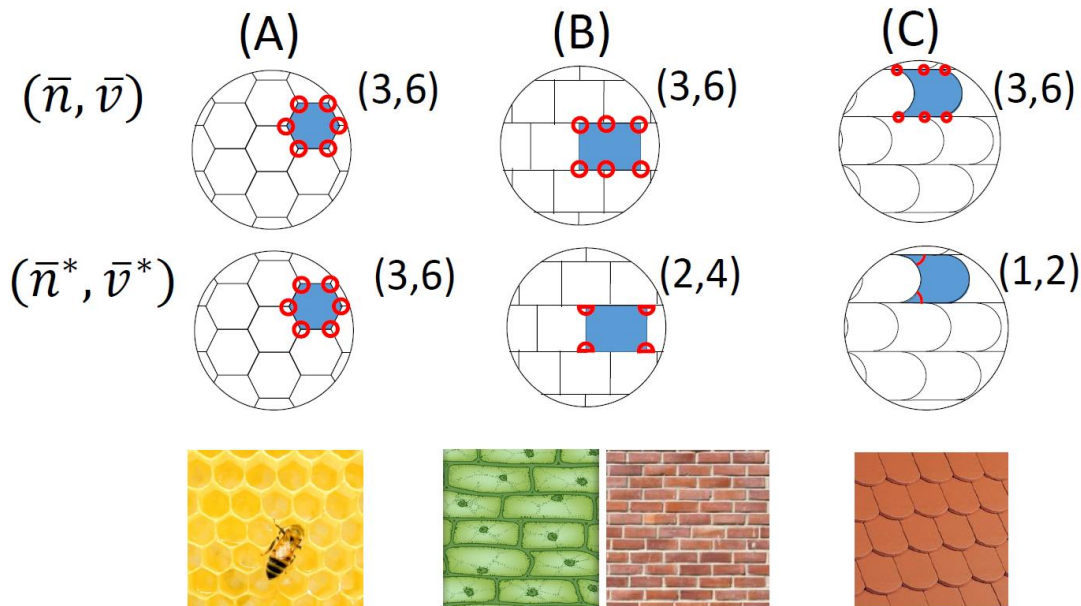 (A) (B) (C)
(n̅, v̅) (3,6) (3,6) (3,6)
(n̅*, v̅*) (3,6) (2,4) (1,2)